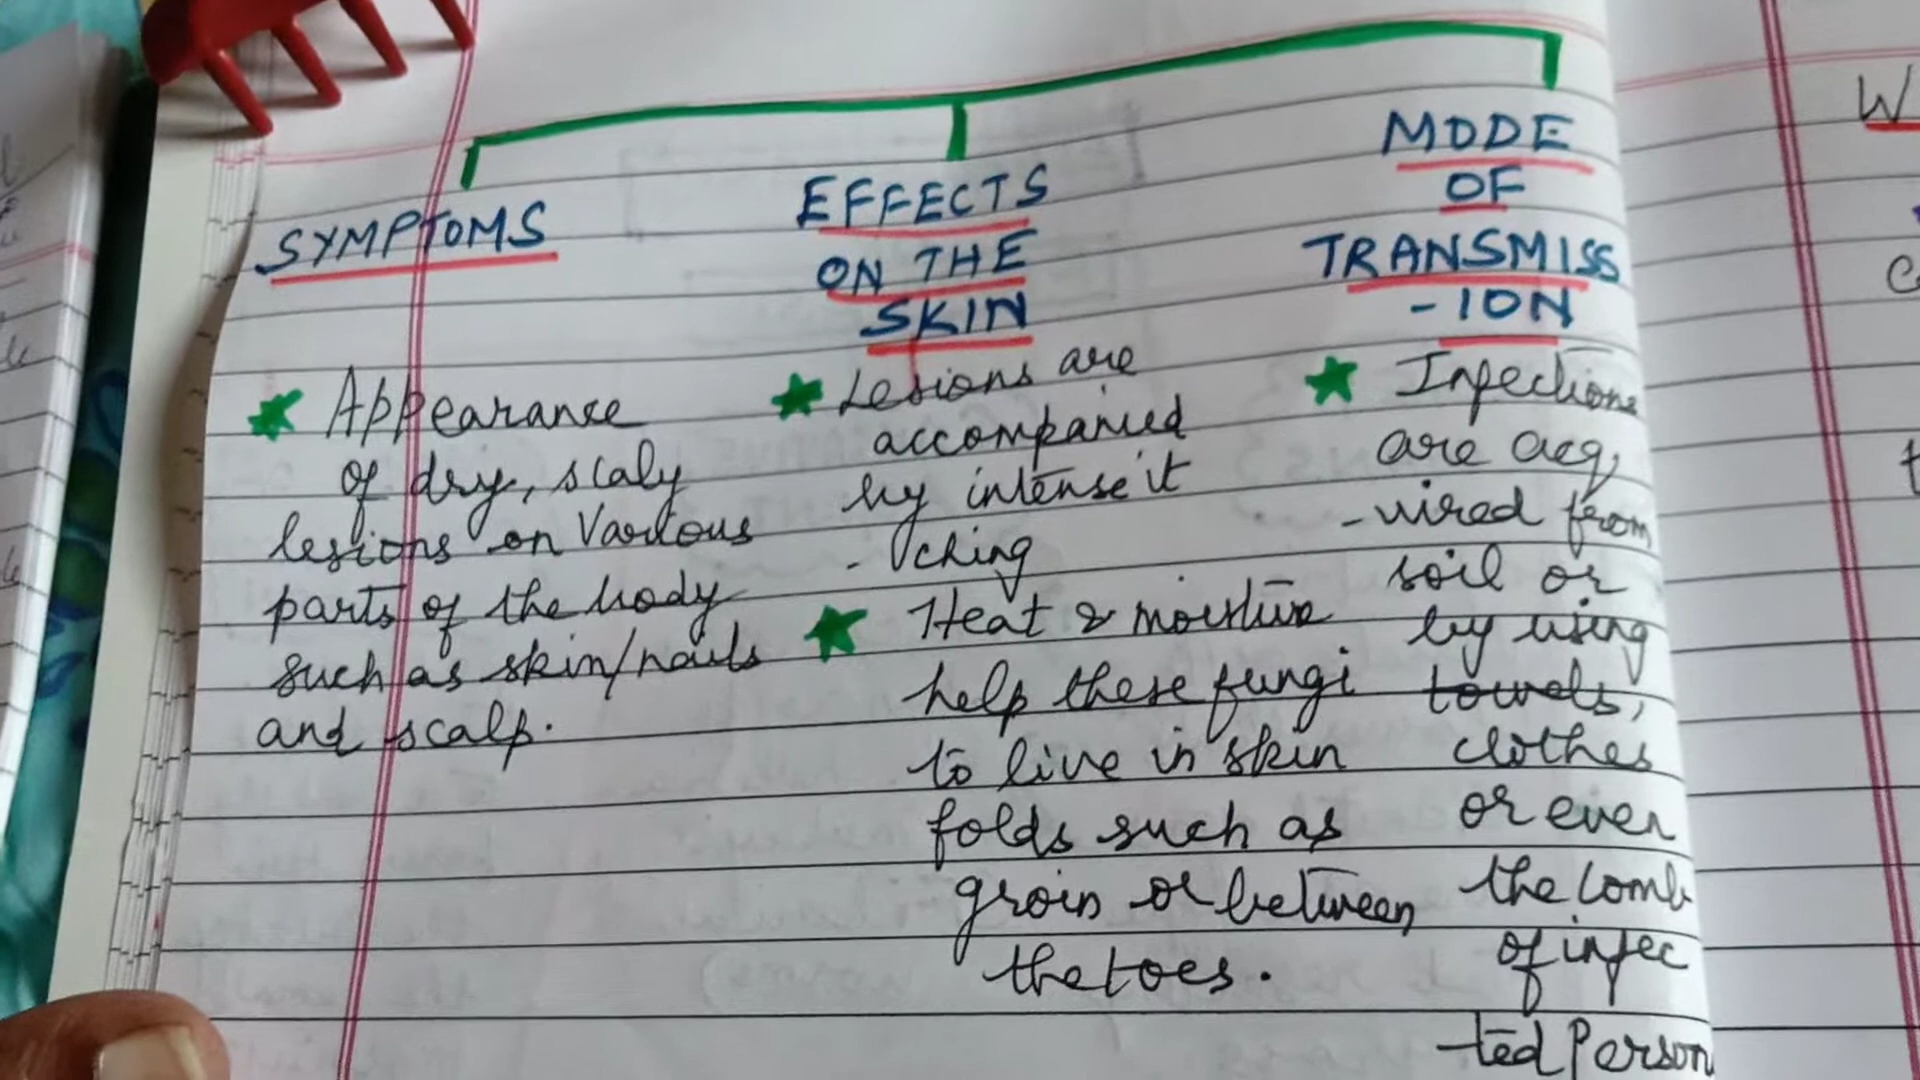 SYMPTOMS
★ Appearance
of dry, scaly
lesions on Various
parts of the body
such as skin/nails
and scalp.
EFFECTS
ON THE
SKIN
★ Lesions are
accompanied
by intense it
- ching
★ Heat & moisture
help these fungi
to live in skin
folds such as
groin or between
the toes.
MODE
OF
TRANSMISS
-ION
★ Infections
are acq
-uired from
soil or
by using
towels,
clothes
or even
the comb
of infec
-ted Person
W